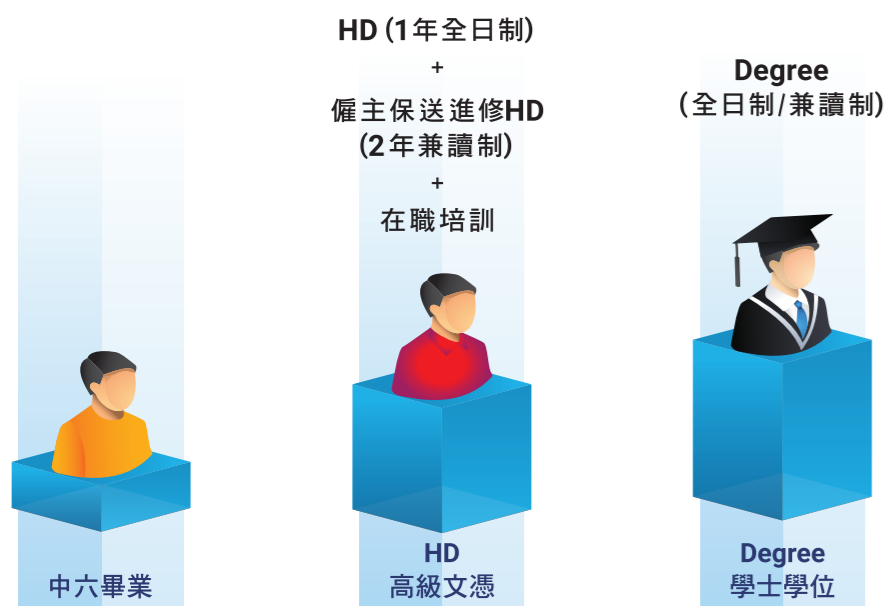 HD (1年全日制)
+
僱主保送進修HD
(2年兼讀制)
+
在職培訓
Degree
(全日制/兼讀制)
中六畢業
HD
高級文憑
Degree
學士學位